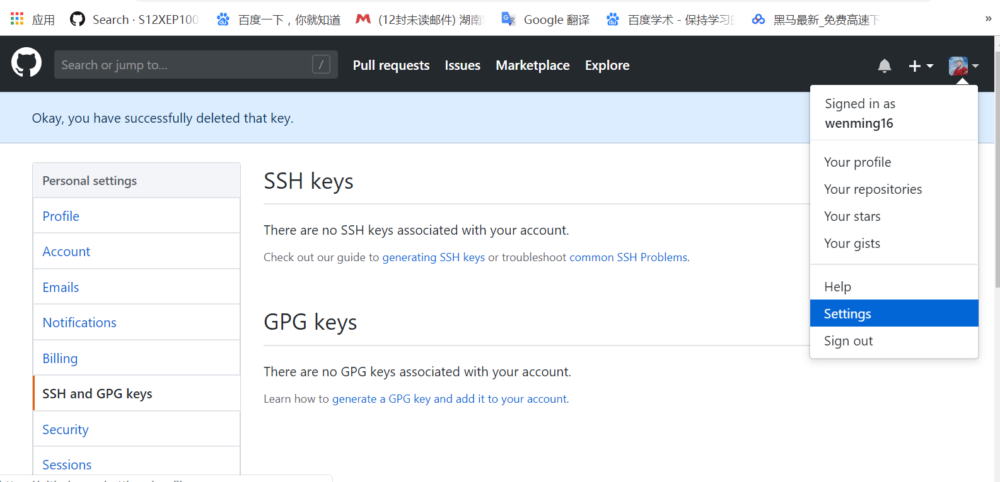 应用
Search · S12XEP100
百度一下，你就知道
(12封未读邮件) 湖南
Google 翻译
百度学术 - 保持学习的
黑马最新_免费高速下
»
Search or jump to...
/
Pull requests
Issues
Marketplace
Explore
Okay, you have successfully deleted that key.
Signed in as
wenming16
Your profile
Your repositories
Your stars
Your gists
Help
Settings
Sign out
Personal settings
Profile
Account
Emails
Notifications
Billing
SSH and GPG keys
Security
Sessions
SSH keys
There are no SSH keys associated with your account.
Check out our guide to generating SSH keys or troubleshoot common SSH Problems.
GPG keys
There are no GPG keys associated with your account.
Learn how to generate a GPG key and add it to your account.